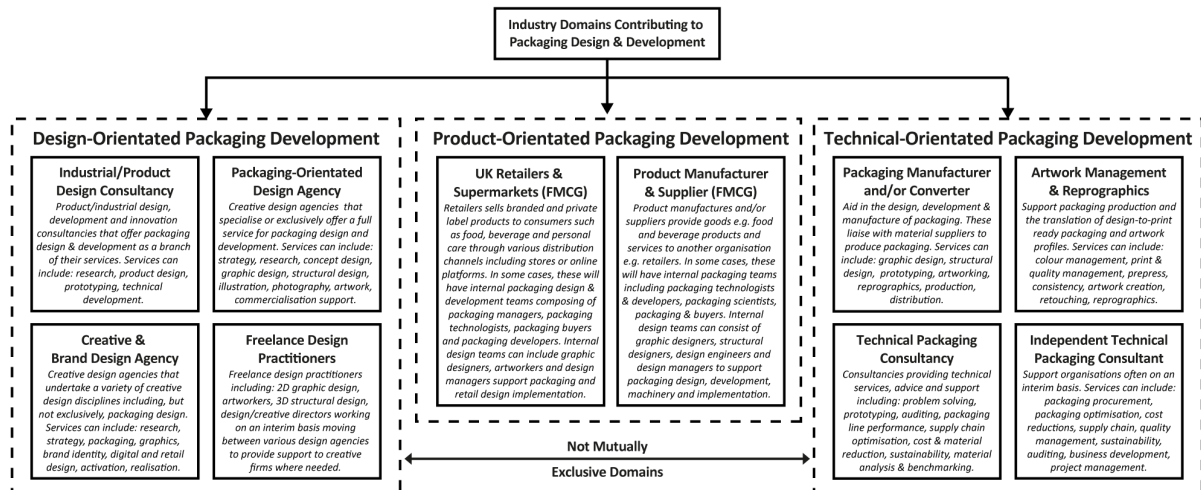 Industry Domains Contributing to
Packaging Design & Development
Design-Orientated Packaging Development
Industrial/Product
Design Consultancy
Product/industrial design,
development and innovation
consultancies that offer packaging
design & development as a branch
of their services. Services can
include: research, product design,
prototyping, technical
development.
Packaging-Orientated
Design Agency
Creative design agencies that
specialise or exclusively offer a full
service for packaging design and
development. Services can include:
strategy, research, concept design,
graphic design, structural design,
illustration, photography, artwork,
commercialisation support.
Creative &
Brand Design Agency
Creative design agencies that
undertake a variety of creative
design disciplines including, but
not exclusively, packaging design.
Services can include: research,
strategy, packaging, graphics,
brand identity, digital and retail
design, activation, realisation.
Freelance Design
Practitioners
Freelance design practitioners
including: 2D graphic design,
artworkers, 3D structural design,
design/creative directors working
on an interim basis moving
between various design agencies
to provide support to creative
firms where needed.
Product-Orientated Packaging Development
UK Retailers &
Supermarkets (FMCG)
Retailers sells branded and private
label products to consumers such
as food, beverage and personal
care through various distribution
channels including stores or online
platforms. In some cases, these will
have internal packaging design &
development teams composing of
packaging managers, packaging
technologists, packaging buyers
and packaging developers. Internal
design teams can include graphic
designers, artworkers and design
managers support packaging and
retail design implementation.
Product Manufacturer
& Supplier (FMCG)
Product manufactures and/or
suppliers provide goods e.g. food
and beverage products and
services to another organisation
e.g. retailers. In some cases, these
will have internal packaging teams
including packaging technologists
& developers, packaging scientists,
packaging & buyers. Internal
design teams can consist of
graphic designers, structural
designers, design engineers and
design managers to support
packaging design, development,
machinery and implementation.
Not Mutually
Exclusive Domains
Technical-Orientated Packaging Development
Packaging Manufacturer
and/or Converter
Aid in the design, development &
manufacture of packaging. These
liaise with material suppliers to
produce packaging. Services can
include: graphic design, structural
design, prototyping, artworking,
reprographics, production,
distribution.
Artwork Management
& Reprographics
Support packaging production and
the translation of design-to-print
ready packaging and artwork
profiles. Services can include:
colour management, print &
quality management, prepress,
consistency, artwork creation,
retouching, reprographics.
Technical Packaging
Consultancy
Consultancies providing technical
services, advice and support
including: problem solving,
prototyping, auditing, packaging
line performance, supply chain
optimisation, cost & material
reduction, sustainability, material
analysis & benchmarking.
Independent Technical
Packaging Consultant
Support organisations often on an
interim basis. Services can include:
packaging procurement,
packaging optimisation, cost
reductions, supply chain, quality
management, sustainability,
auditing, business development,
project management.